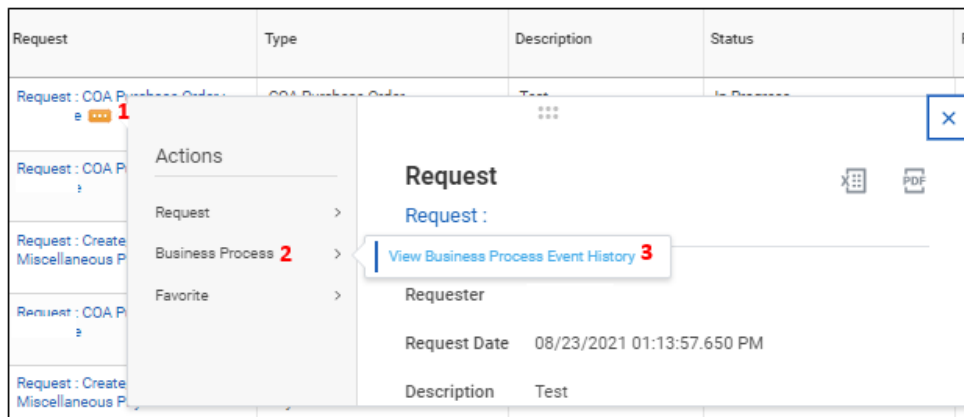 Request Type Description Status
Request : COA Purchase Order :
e 1
COA Purchase Order Test In Progress
Actions
Request >
Business Process 2 >
Favorite >
Request
PDF
Request :
View Business Process Event History 3
Requester
Request Date 08/23/2021 01:13:57.650 PM
Description Test
Request : COA P
Request : Create
Miscellaneous P
Request : COA P
Request : Create
Miscellaneous